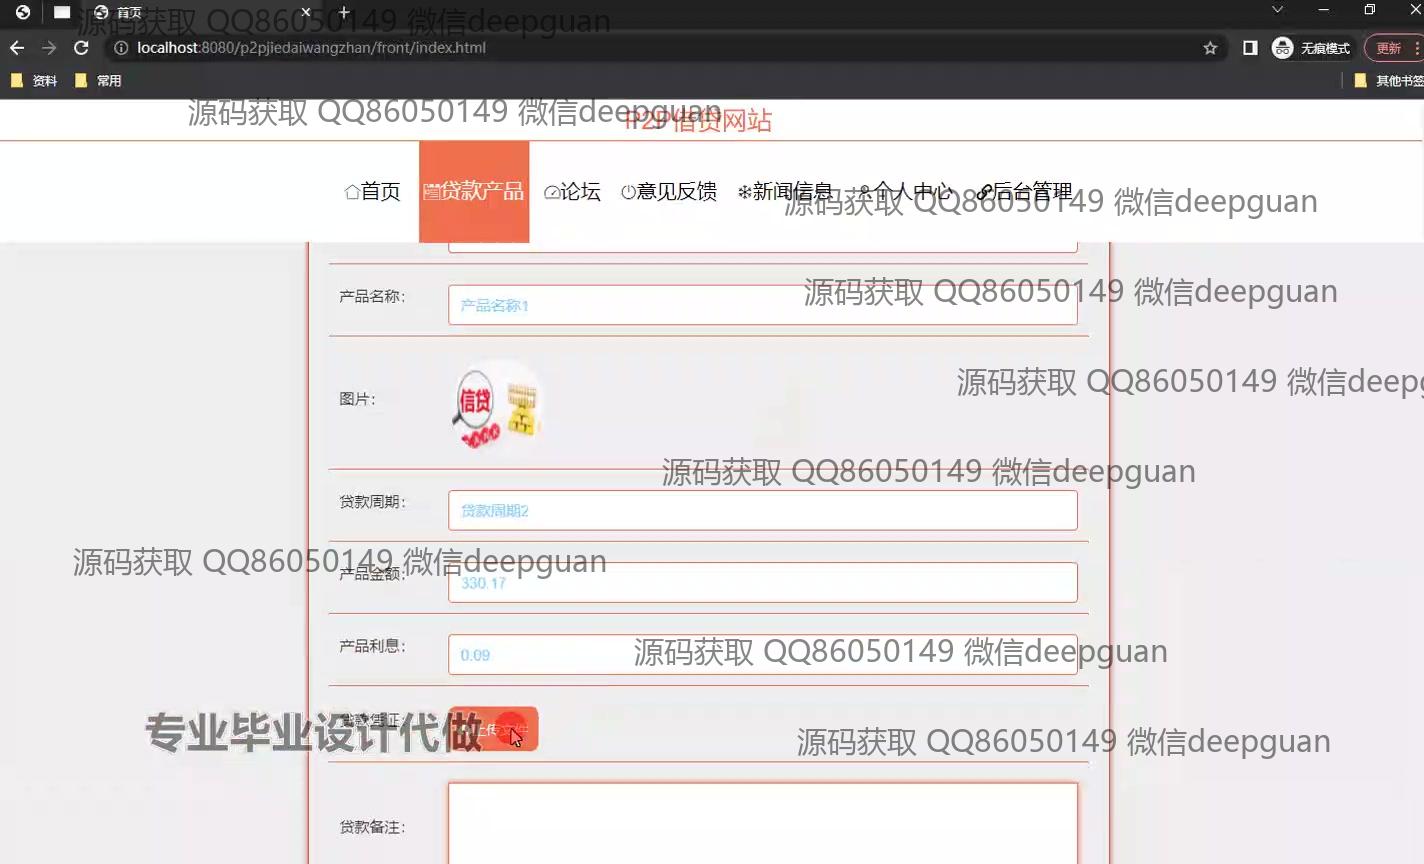 首页
源码获取 QQ86050149 微信deepguan
localhost:8080/p2pjiedaiwangzhan/front/index.html
无痕模式
更新
资料
常用
其他书签
源码获取 QQ86050149 微信deepguan
P2P借贷网站
首页
贷款产品
论坛
意见反馈
新闻信息
个人中心
后台管理
源码获取 QQ86050149 微信deepguan
产品名称：
产品名称1
源码获取 QQ86050149 微信deepguan
图片：
信贷
源码获取 QQ86050149 微信deep
源码获取 QQ86050149 微信deepguan
贷款周期：
贷款周期2
源码获取 QQ86050149 微信deepguan
产品金额：
330.17
产品利息：
0.09
源码获取 QQ86050149 微信deepguan
贷款凭证：
上传文件
专业毕业设计代做
源码获取 QQ86050149 微信deepguan
贷款备注：